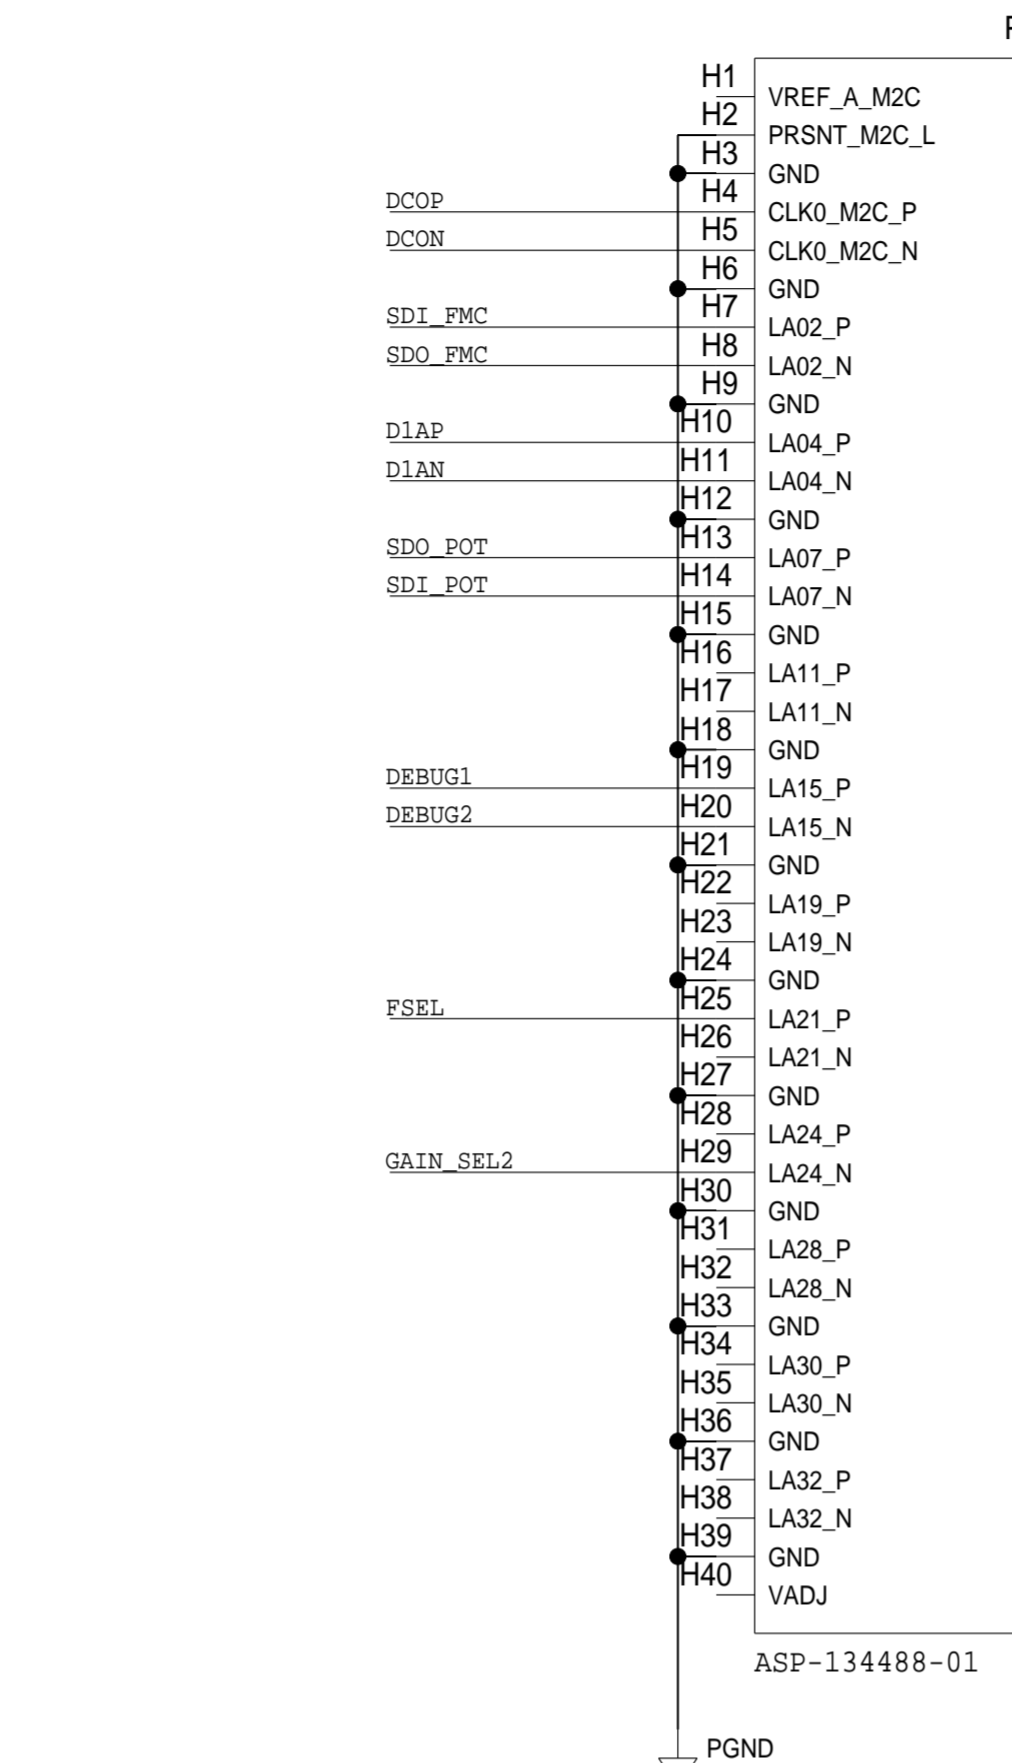 H1 VREF_A_M2C
H2 PRSNT_M2C_L
H3 GND
DCOP H4 CLK0_M2C_P
DCON H5 CLK0_M2C_N
H6 GND
SDI_FMC H7 LA02_P
SDO_FMC H8 LA02_N
H9 GND
D1AP H10 LA04_P
D1AN H11 LA04_N
H12 GND
SDO_POT H13 LA07_P
SDI_POT H14 LA07_N
H15 GND
H16 LA11_P
H17 LA11_N
H18 GND
DEBUG1 H19 LA15_P
DEBUG2 H20 LA15_N
H21 GND
H22 LA19_P
H23 LA19_N
H24 GND
FSEL H25 LA21_P
H26 LA21_N
H27 GND
H28 LA24_P
GAIN_SEL2 H29 LA24_N
H30 GND
H31 LA28_P
H32 LA28_N
H33 GND
H34 LA30_P
H35 LA30_N
H36 GND
H37 LA32_P
H38 LA32_N
H39 GND
H40 VADJ
ASP-134488-01
PGND